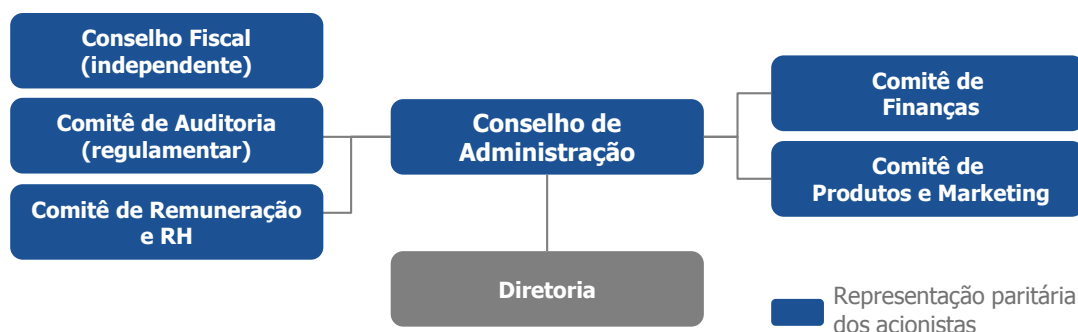 Conselho Fiscal
(independente)
Comitê de Auditoria
(regulamentar)
Comitê de Remuneração
e RH
Conselho de
Administração
Diretoria
Comitê de
Finanças
Comitê de
Produtos e Marketing
Representação paritária
dos acionistas